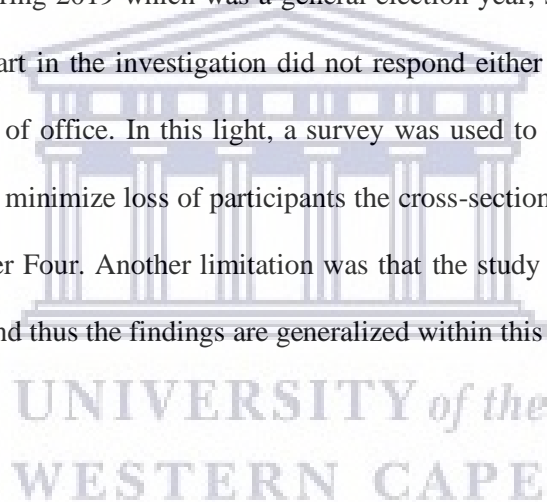 ring 2019 which was a general election year,
art in the investigation did not respond either
of office. In this light, a survey was used to
minimize loss of participants the cross-section
er Four. Another limitation was that the study
nd thus the findings are generalized within this
UNIVERSITY of the
WESTERN CAPE